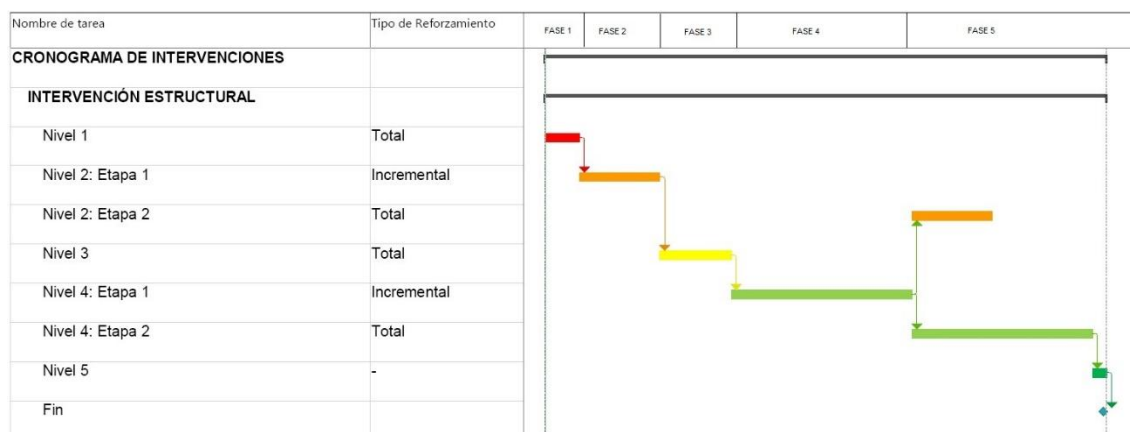 Nombre de tarea Tipo de Reforzamiento FASE 1 FASE 2 FASE 3 FASE 4 FASE 5
CRONOGRAMA DE INTERVENCIONES
INTERVENCIÓN ESTRUCTURAL
Nivel 1 Total
Nivel 2: Etapa 1 Incremental
Nivel 2: Etapa 2 Total
Nivel 3 Total
Nivel 4: Etapa 1 Incremental
Nivel 4: Etapa 2 Total
Nivel 5 -
Fin